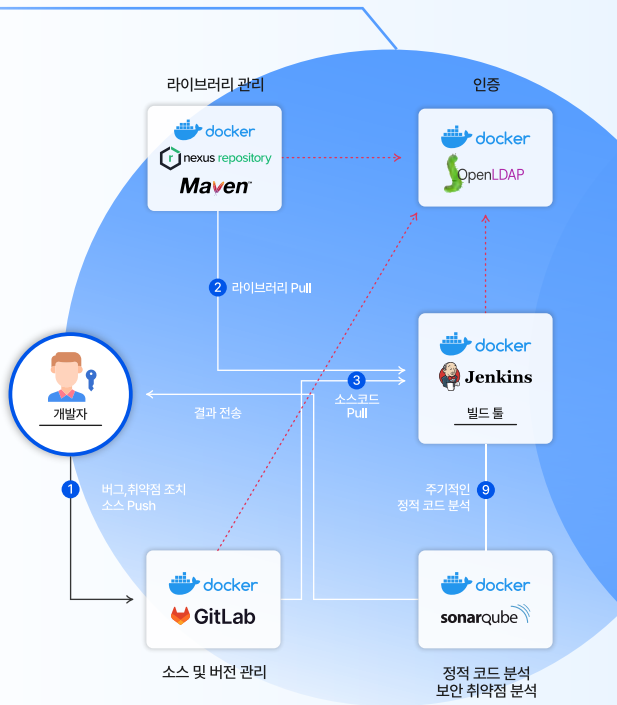 라이브러리 관리
인증
docker
nexus repository
Maven™
docker
OpenLDAP
2 라이브러리 Pull
docker
Jenkins
빌드 툴
개발자
결과 전송
3
소스코드
Pull
1
버그,취약점 조치
소스 Push
주기적인
정적 코드 분석
9
docker
GitLab
docker
sonarqube
소스 및 버전 관리
정적 코드 분석
보안 취약점 분석